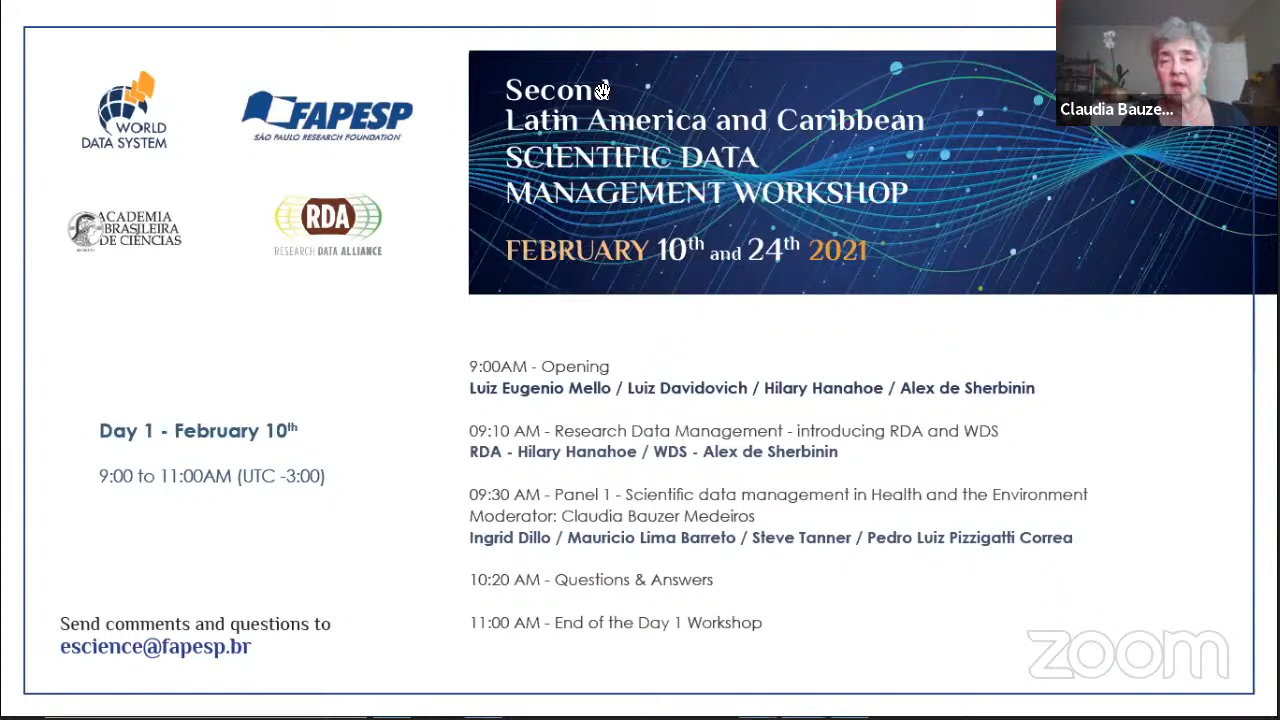 WORLD
DATA SYSTEM
FAPESP
SÃO PAULO RESEARCH FOUNDATION
ACADEMIA
BRASILEIRA
DE CIÊNCIAS
RDA
RESEARCH DATA ALLIANCE
Second
Latin America and Caribbean
SCIENTIFIC DATA
MANAGEMENT WORKSHOP
FEBRUARY 10th and 24th 2021
Claudia Bauze...
Day 1 - February 10th
9:00 to 11:00AM (UTC -3:00)
9:00AM - Opening
Luiz Eugenio Mello / Luiz Davidovich / Hilary Hanahoe / Alex de Sherbinin
09:10 AM - Research Data Management - introducing RDA and WDS
RDA - Hilary Hanahoe / WDS - Alex de Sherbinin
09:30 AM - Panel 1 - Scientific data management in Health and the Environment
Moderator: Claudia Bauzer Medeiros
Ingrid Dillo / Mauricio Lima Barreto / Steve Tanner / Pedro Luiz Pizzigatti Correa
10:20 AM - Questions & Answers
11:00 AM - End of the Day 1 Workshop
Send comments and questions to
escience@fapesp.br
zoom